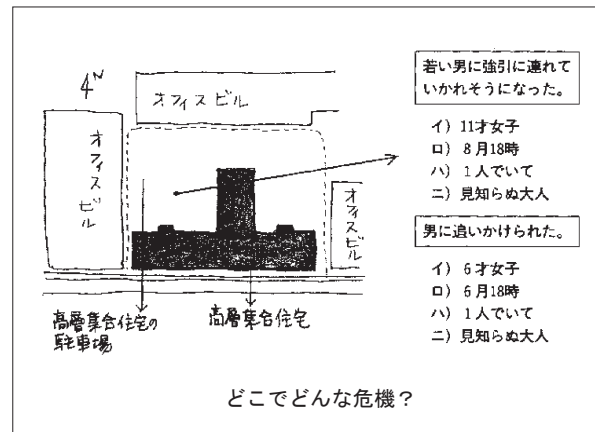 4N
オフィスビル
オフィスビル
オフィスビル
高層集合住宅の
駐車場
高層集合住宅
若い男に強引に連れて
いかれそうになった。
イ）11才女子
ロ）8月18時
ハ）1人でいて
ニ）見知らぬ大人
男に追いかけられた。
イ）6才女子
ロ）6月18時
ハ）1人でいて
ニ）見知らぬ大人
どこでどんな危機？